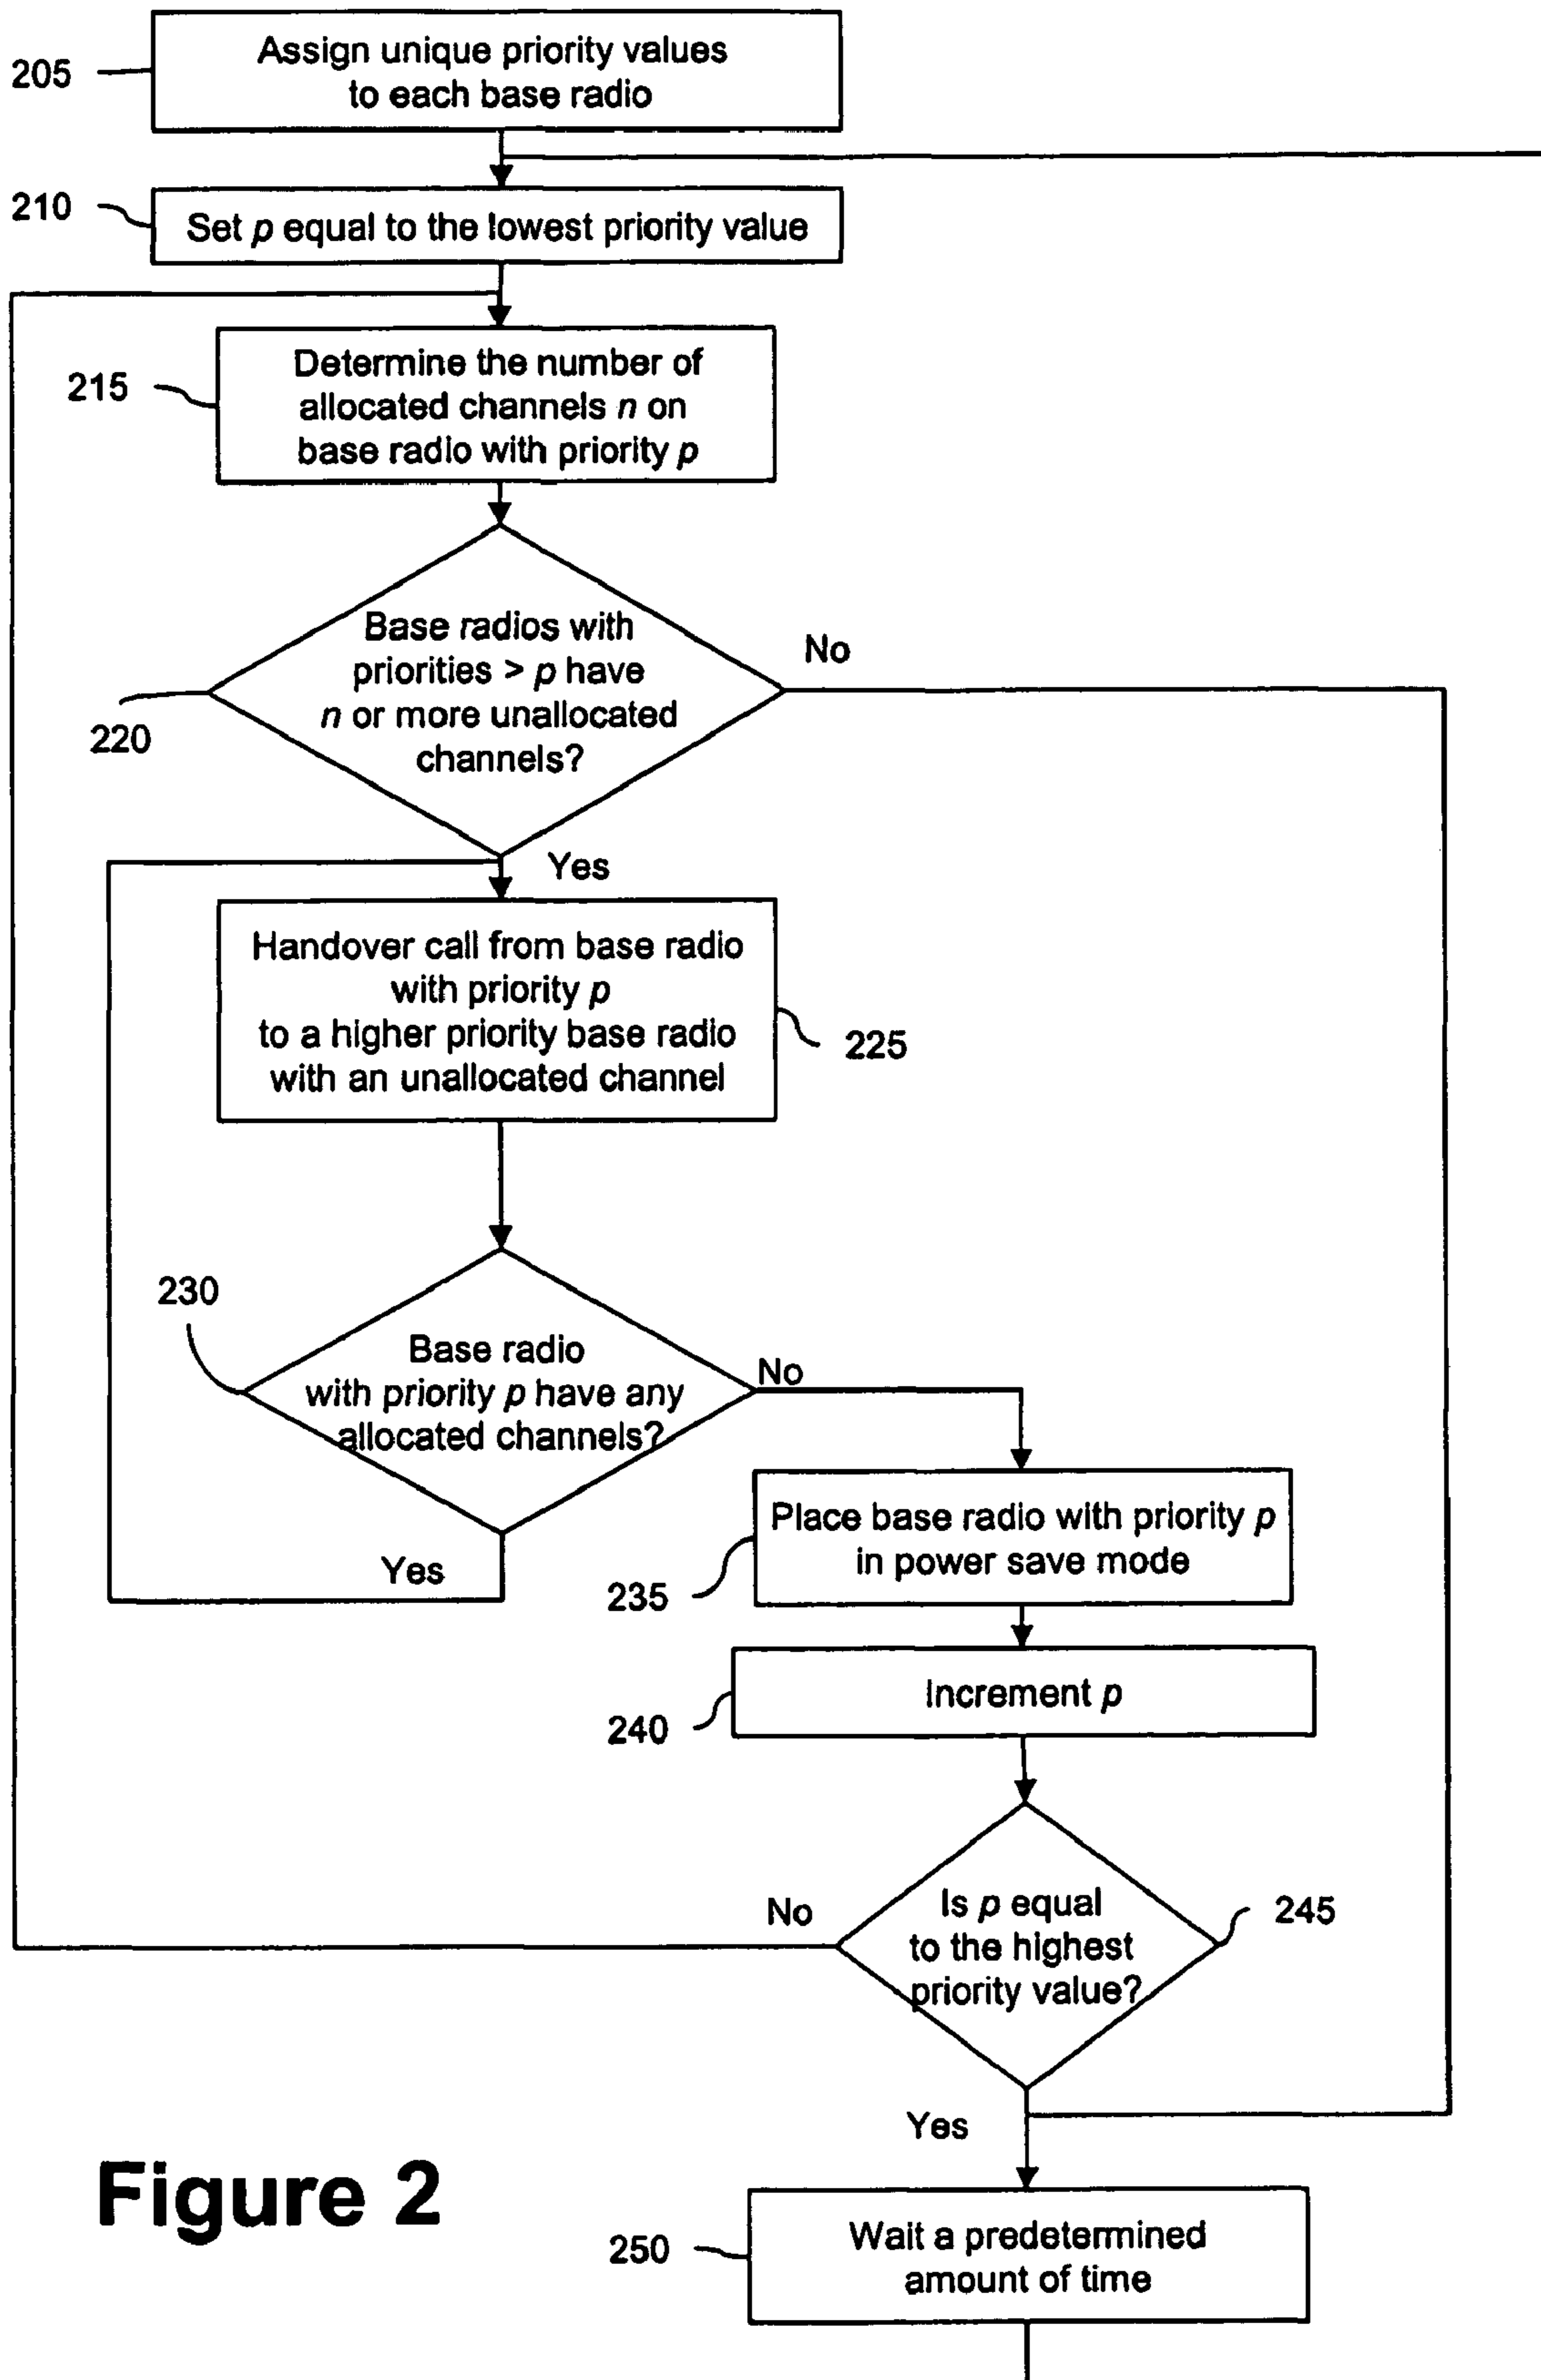 205
Assign unique priority values
to each base radio
210
Set p equal to the lowest priority value
215
Determine the number of
allocated channels n on
base radio with priority p
Base radios with
priorities > p have
n or more unallocated
channels?
No
220
Yes
Handover call from base radio
with priority p
to a higher priority base radio
with an unallocated channel
225
230
Base radio
with priority p have any
allocated channels?
No
Yes
Place base radio with priority p
in power save mode
235
Increment p
240
No
Is p equal
to the highest
priority value?
245
Yes
Figure 2
250
Wait a predetermined
amount of time